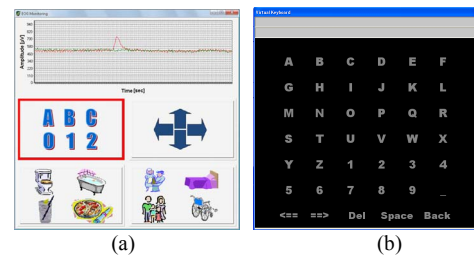 EOG Monitoring
Amplitude [µV]
Time [sec]
A B C
0 1 2
(a)
Virtual Keyboard
A B C D E F
G H I J K L
M N O P Q R
S T U V W X
Y Z 1 2 3 4
5 6 7 8 9 _
<== ==> Del Space Back
(b)